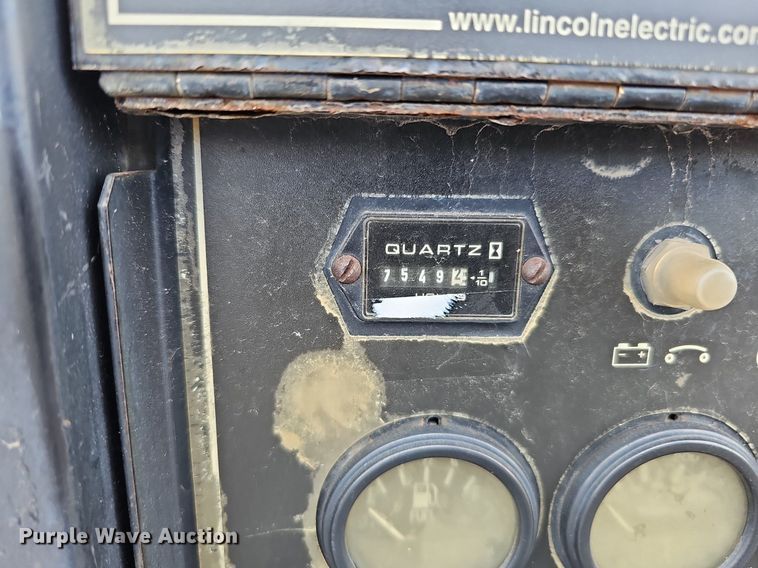 www.lincolnelectric.com
QUARTZ
7549
1/10
Purple Wave Auction